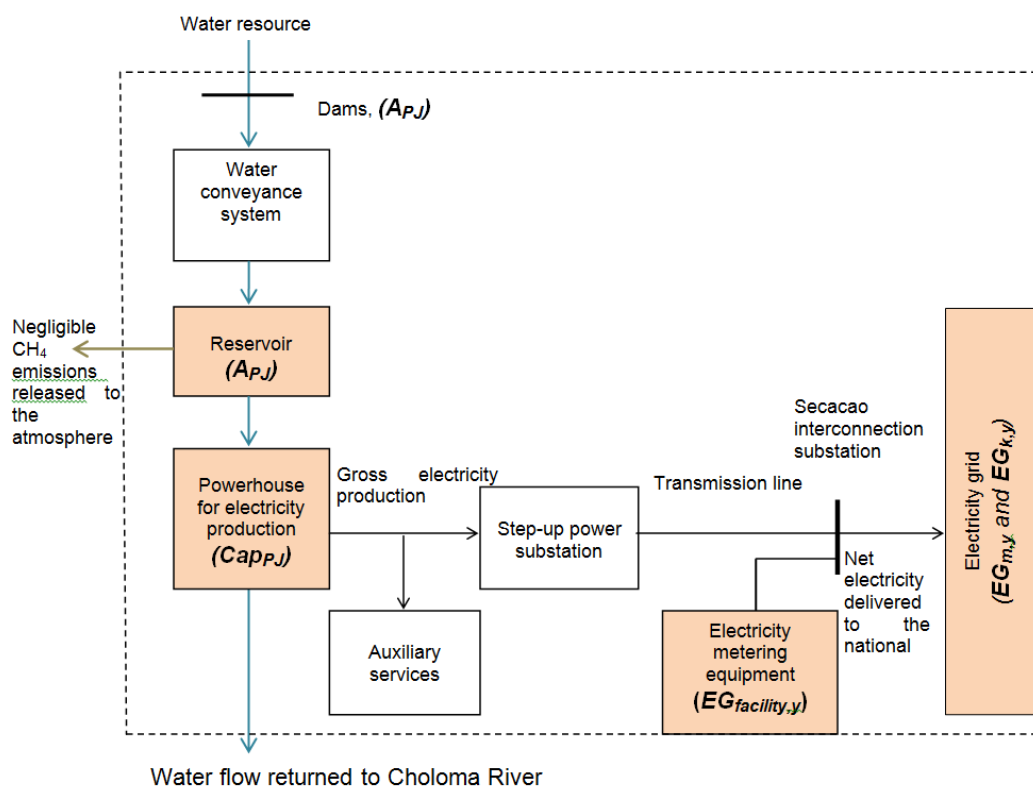 Water resource
Dams, (APJ)
Water
conveyance
system
Negligible
CH4
emissions
released to
the
atmosphere
Reservoir
(APJ)
Powerhouse
for electricity
production
(CapPJ)
Gross electricity
production
Auxiliary
services
Step-up power
substation
Transmission line
Secacao
interconnection
substation
Net
electricity
delivered
to the
national
Electricity
metering
equipment
(EGfacility,y)
Electricity grid
(EGm,y and EGk,y)
Water flow returned to Choloma River